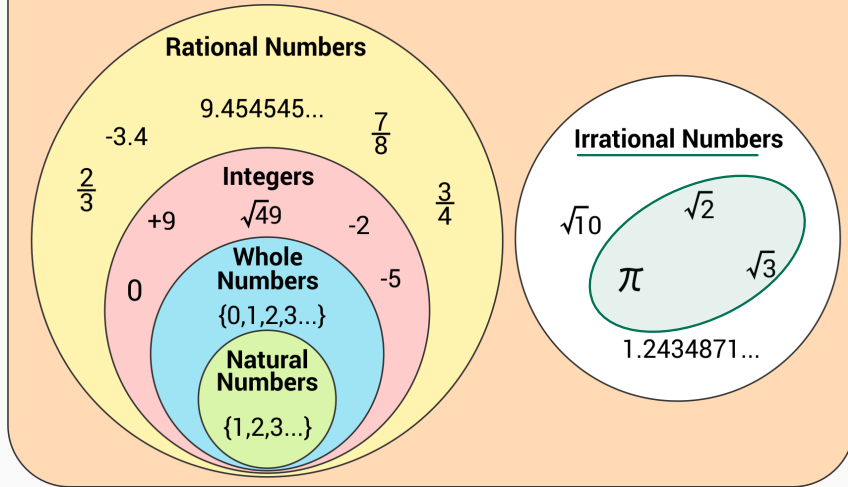 Rational Numbers
9.454545...
-3.4
7/8
2/3
3/4
Integers
+9
√49
-2
0
-5
Whole
Numbers
{0,1,2,3...}
Natural
Numbers
{1,2,3...}
Irrational Numbers
√10
√2
π
√3
1.2434871...